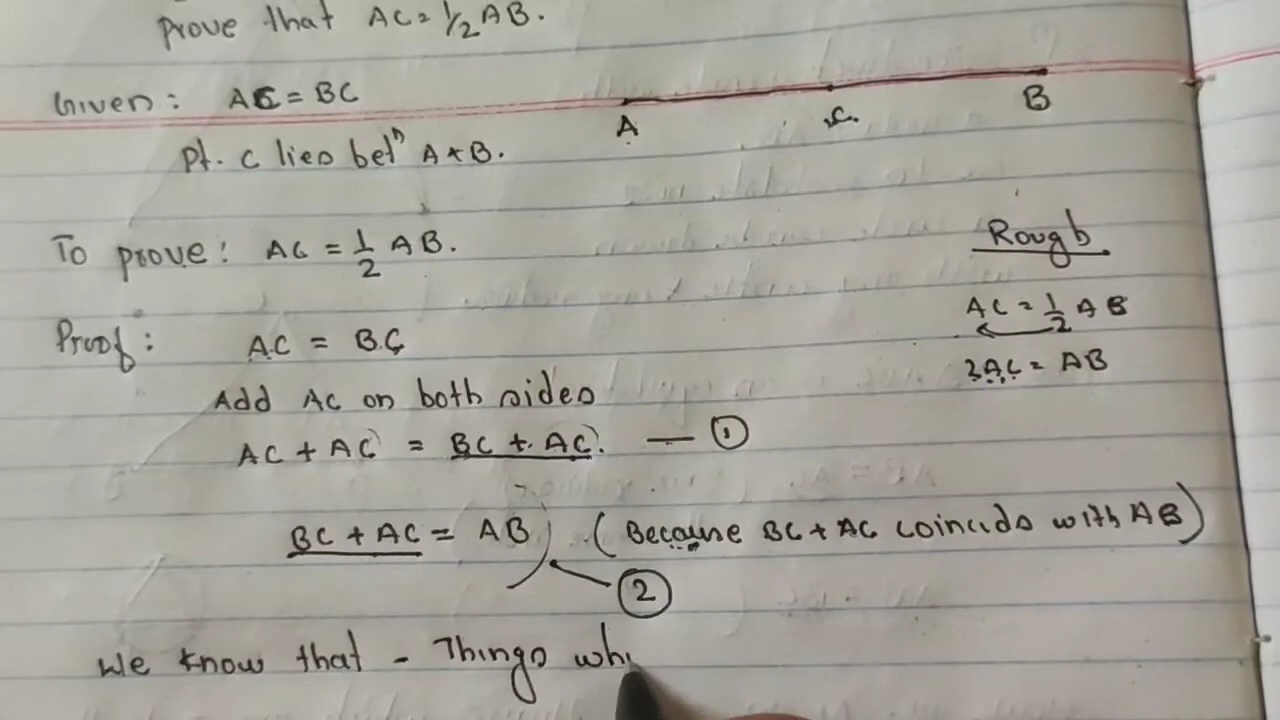 Prove that AC = 1/2 AB.
Given: AC = BC
A C B
Pt. C lies betn A & B.
To prove: AC = 1/2 AB.
Rough
AC = 1/2 AB
2AC = AB
Proof: AC = BC
Add AC on both sides
AC + AC = BC + AC. — ①
BC + AC = AB (Because BC + AC coincids with AB)
②
We know that - Things whi